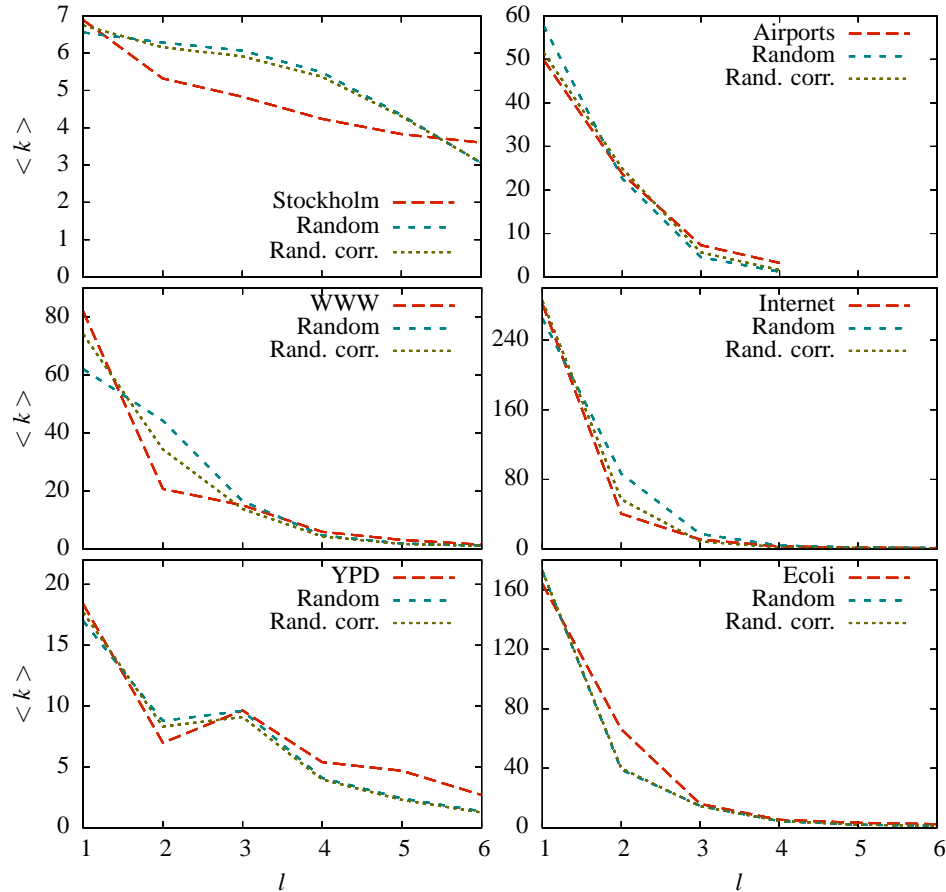 7
6
5
4
3
2
1
0
< k >
Stockholm
Random
Rand. corr.
60
50
40
30
20
10
0
Airports
Random
Rand. corr.
80
60
40
20
0
< k >
WWW
Random
Rand. corr.
240
160
80
0
Internet
Random
Rand. corr.
20
15
10
5
0
< k >
YPD
Random
Rand. corr.
1 2 3 4 5 6
l
160
120
80
40
0
Ecoli
Random
Rand. corr.
1 2 3 4 5 6
l